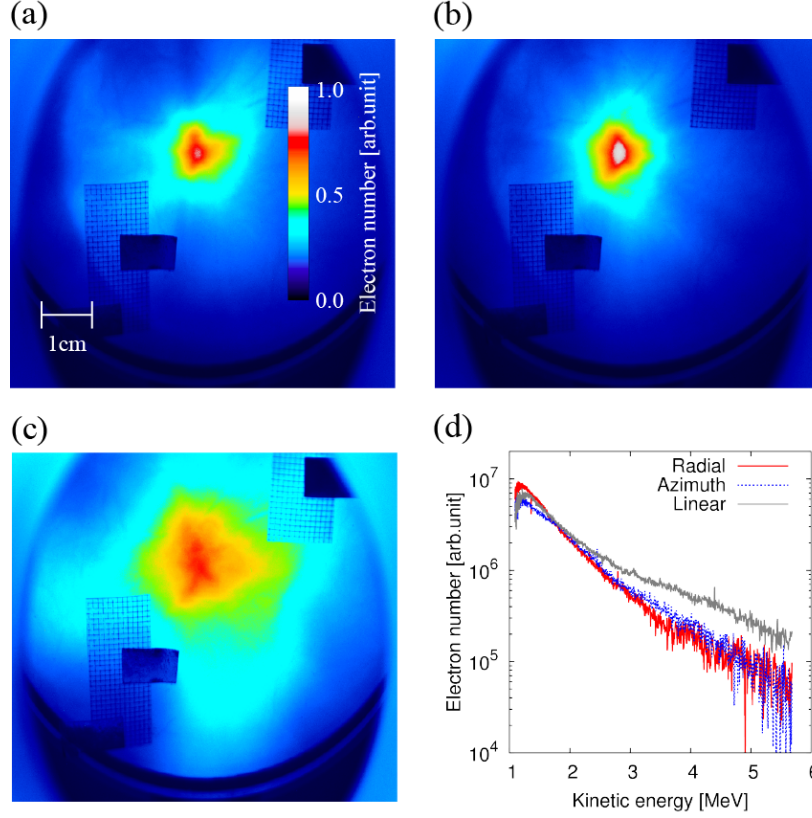 (a)
1.0
0.5
0.0
Electron number [arb.unit]
1cm
(b)
(c)
(d)
Radial
Azimuth
Linear
10^7
10^6
10^5
10^4
Electron number [arb.unit]
1 2 3 4 5 6
Kinetic energy [MeV]